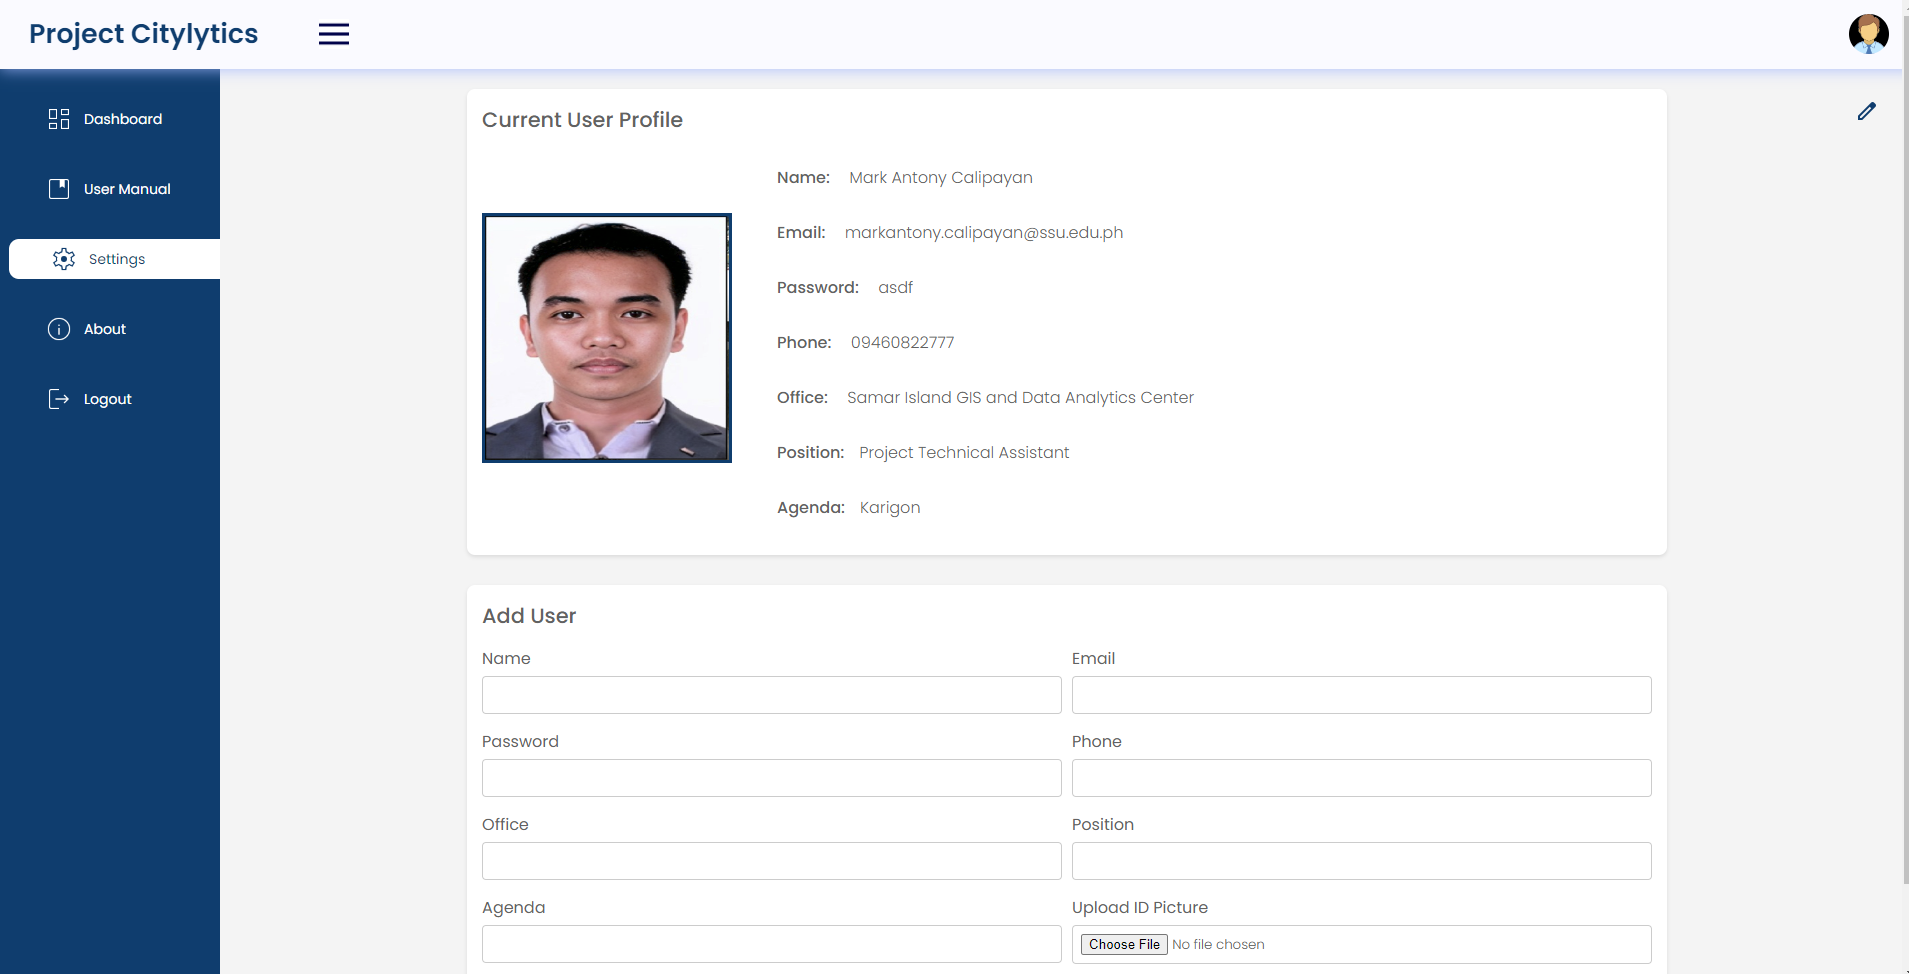 Project Citylytics
Dashboard
User Manual
Settings
About
Logout
Current User Profile
Name: Mark Antony Calipayan
Email: markantony.calipayan@ssu.edu.ph
Password: asdf
Phone: 09460822777
Office: Samar Island GIS and Data Analytics Center
Position: Project Technical Assistant
Agenda: Karigon
Add User
Name Email
Password Phone
Office Position
Agenda Upload ID Picture
Choose File No file chosen